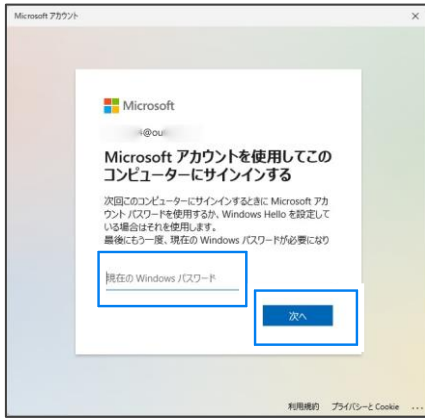 Microsoft アカウント
Microsoft
Microsoft アカウントを使用してこの
コンピューターにサインインする
次回このコンピューターにサインインするときに Microsoft アカ
ウント パスワードを使用するか、Windows Hello を設定して
いる場合はそれを使用します。
最後にもう一度、現在の Windows パスワードが必要になり
現在の Windows パスワード
次へ
利用規約 プライバシーと Cookie ...